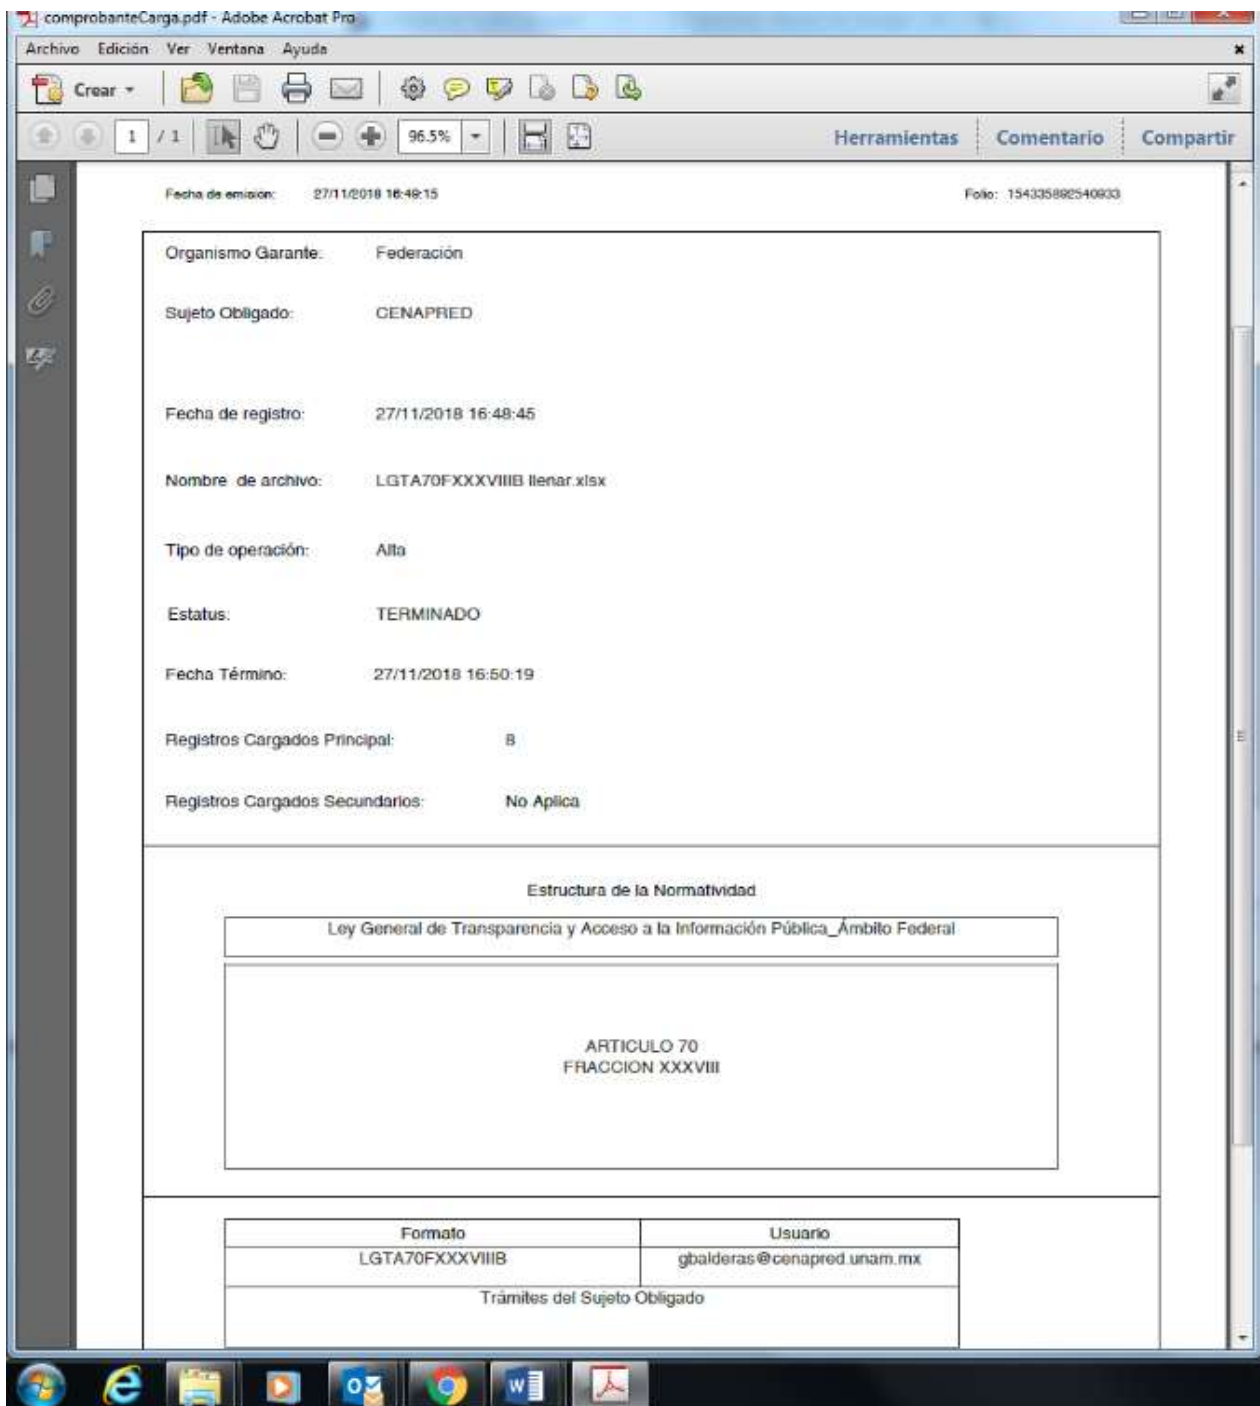 comprobanteCarga.pdf - Adobe Acrobat Pro
Archivo Edición Ver Ventana Ayuda
Crear
1 / 1 96.5% Herramientas Comentario Compartir
Fecha de emisión: 27/11/2018 16:49:15 Folio: 154335892540933
Organismo Garante: Federación
Sujeto Obligado: CENAPRED
Fecha de registro: 27/11/2018 16:48:45
Nombre de archivo: LGTA70FXXXVIIIB llenar.xlsx
Tipo de operación: Alta
Estatus: TERMINADO
Fecha Término: 27/11/2018 16:50:19
Registros Cargados Principal: 8
Registros Cargados Secundarios: No Aplica
Estructura de la Normatividad
Ley General de Transparencia y Acceso a la Información Pública_Ámbito Federal
ARTICULO 70
FRACCION XXXVIII
Formato Usuario
LGTA70FXXXVIIIB gbalderas@cenapred.unam.mx
Trámites del Sujeto Obligado